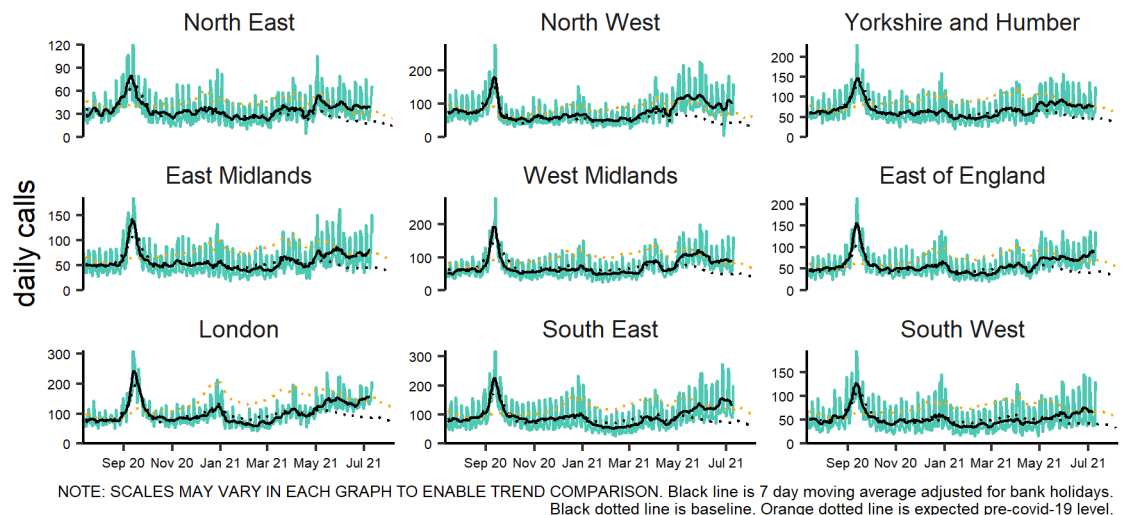 North East
North West
Yorkshire and Humber
120
90
60
30
0
200
100
0
200
150
100
50
0
East Midlands
West Midlands
East of England
daily calls
150
100
50
0
200
100
0
200
150
100
50
0
London
South East
South West
300
200
100
0
300
200
100
0
150
100
50
0
Sep 20 Nov 20 Jan 21 Mar 21 May 21 Jul 21
Sep 20 Nov 20 Jan 21 Mar 21 May 21 Jul 21
Sep 20 Nov 20 Jan 21 Mar 21 May 21 Jul 21
NOTE: SCALES MAY VARY IN EACH GRAPH TO ENABLE TREND COMPARISON. Black line is 7 day moving average adjusted for bank holidays.
Black dotted line is baseline. Orange dotted line is expected pre-covid-19 level.